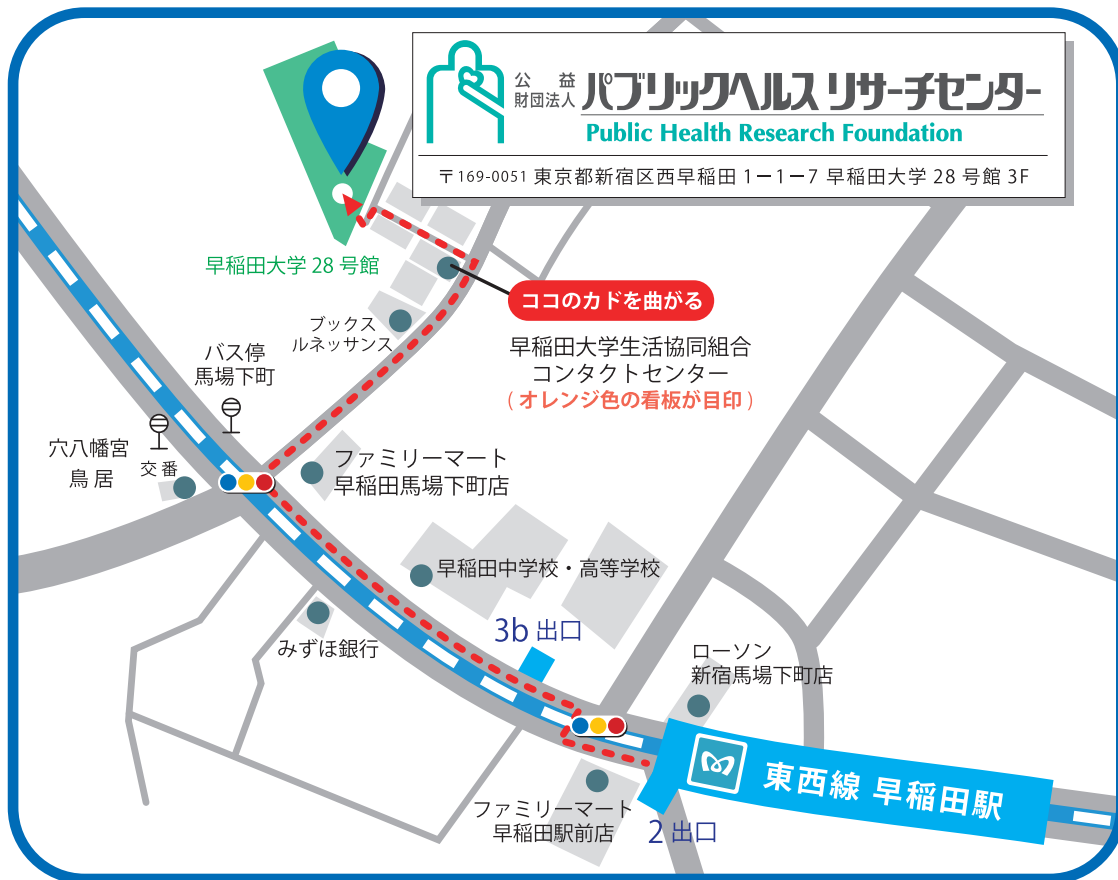 公益
財団法人
パブリックヘルス リサーチセンター
Public Health Research Foundation
〒169-0051 東京都新宿区西早稲田 1ー1ー7 早稲田大学 28 号館 3F
早稲田大学 28 号館
ココのカドを曲がる
ブックス
ルネッサンス
早稲田大学生活協同組合
コンタクトセンター
( オレンジ色の看板が目印 )
バス停
馬場下町
穴八幡宮
鳥居
交番
ファミリーマート
早稲田馬場下町店
早稲田中学校・高等学校
3b 出口
みずほ銀行
ローソン
新宿馬場下町店
東西線 早稲田駅
ファミリーマート
早稲田駅前店
2 出口